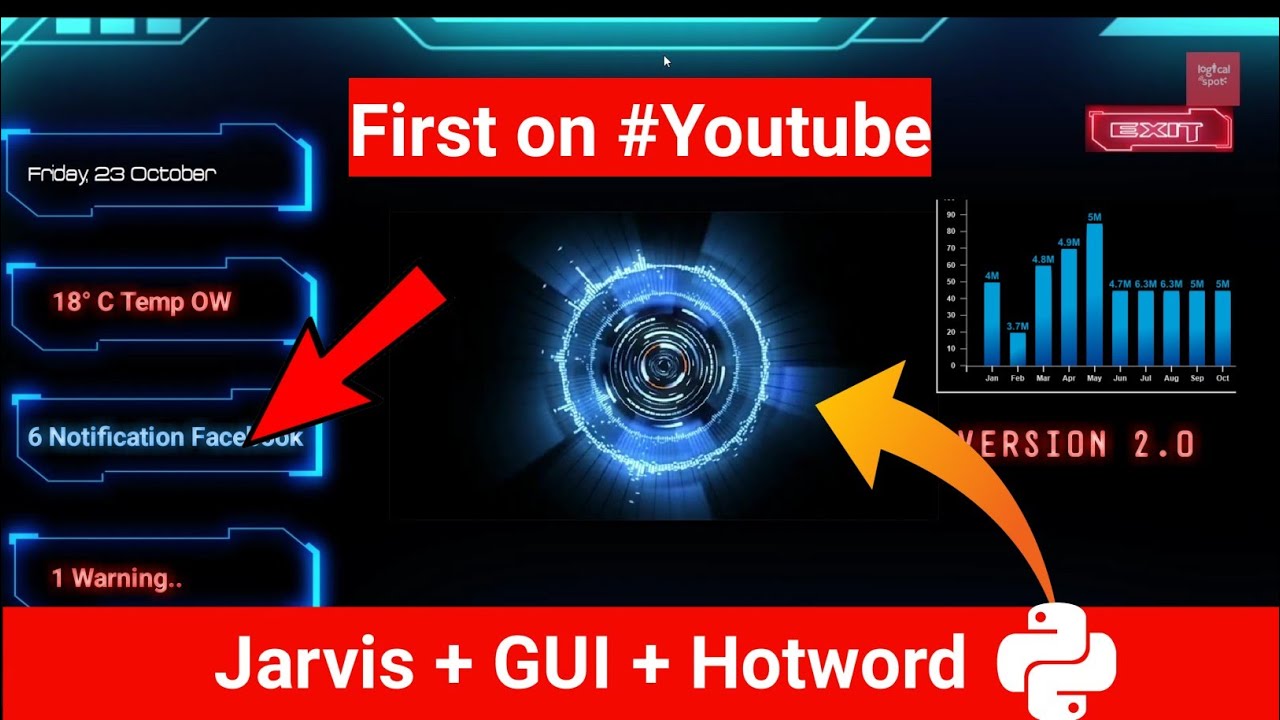 First on #Youtube
logical
spot
EXIT
Friday, 23 October
18° C Temp OW
6 Notification Facebook
1 Warning..
90
80
70
60
50
40
30
20
10
0
4M
3.7M
4.8M
4.9M
5M
4.7M
6.3M
6.3M
5M
5M
Jan
Feb
Mar
Apr
May
Jun
Jul
Aug
Sep
Oct
VERSION 2.0
Jarvis + GUI + Hotword